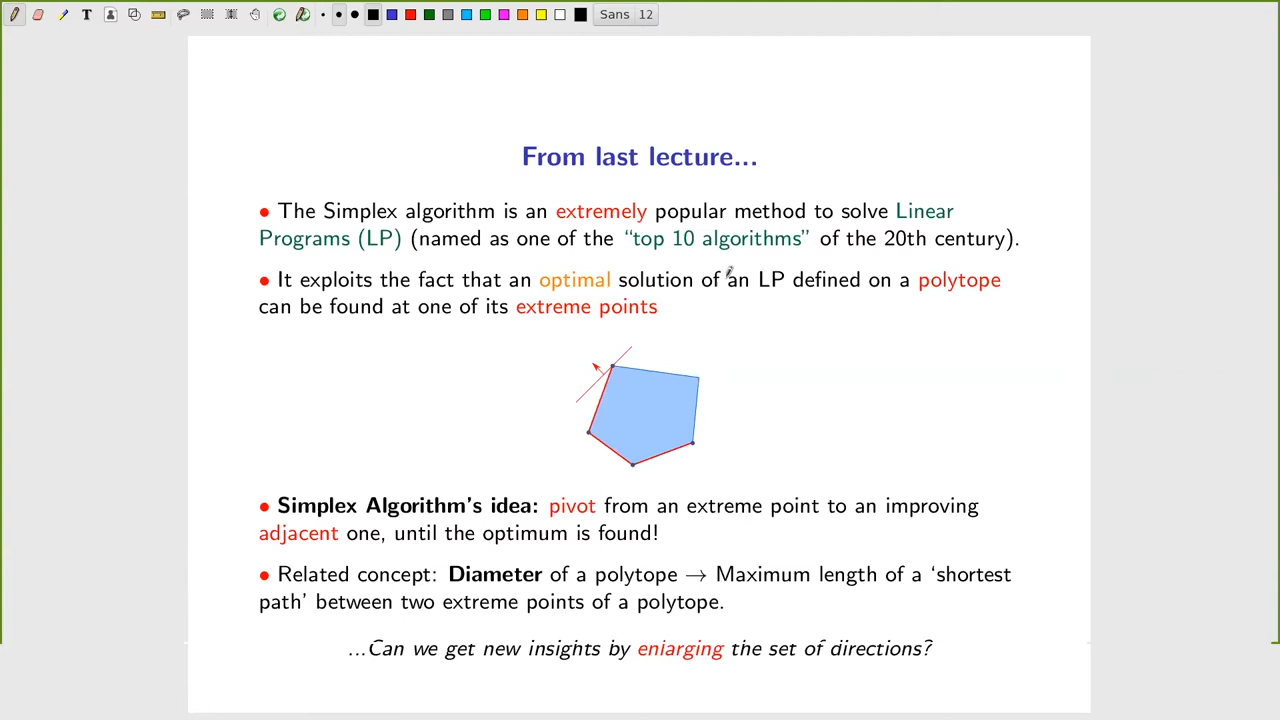 T
Sans 12
From last lecture...
• The Simplex algorithm is an extremely popular method to solve Linear
Programs (LP) (named as one of the “top 10 algorithms” of the 20th century).
• It exploits the fact that an optimal solution of an LP defined on a polytope
can be found at one of its extreme points
• Simplex Algorithm's idea: pivot from an extreme point to an improving
adjacent one, until the optimum is found!
• Related concept: Diameter of a polytope → Maximum length of a ‘shortest
path’ between two extreme points of a polytope.
...Can we get new insights by enlarging the set of directions?